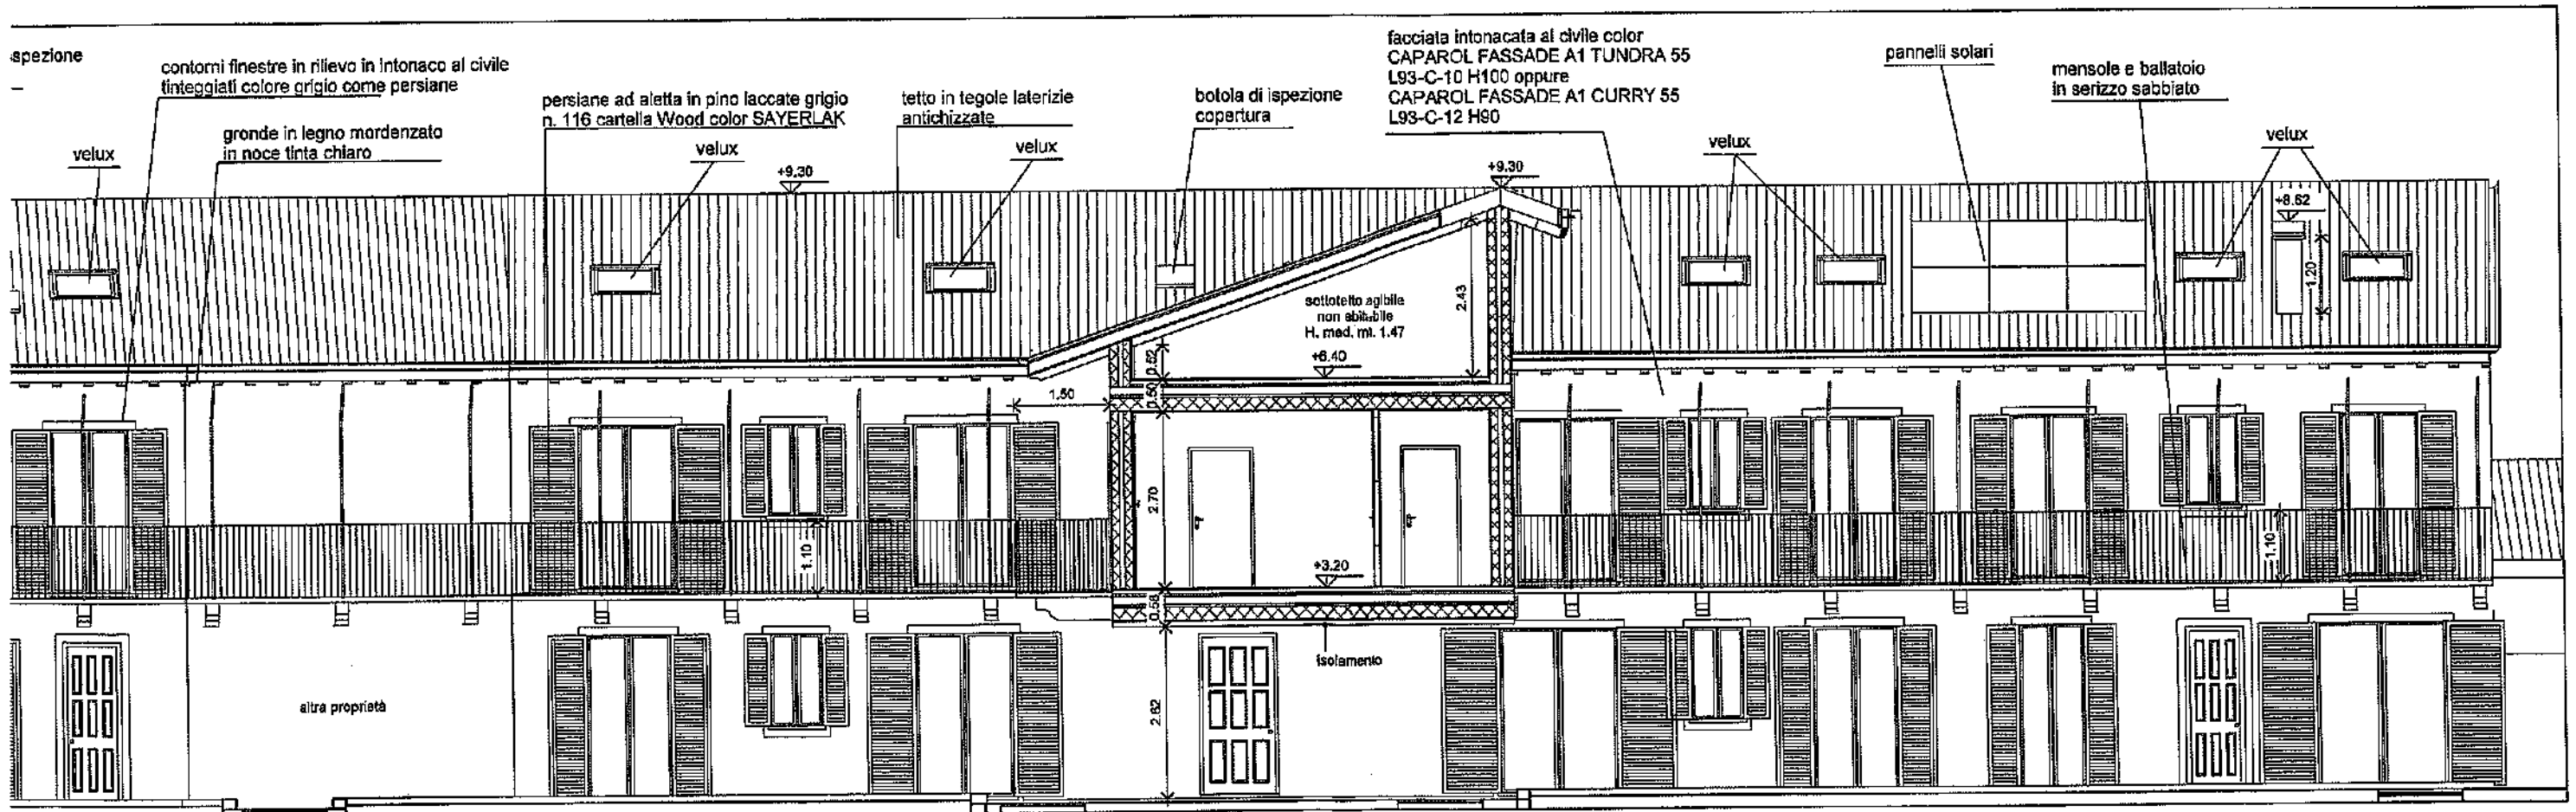 ispezione
contorni finestre in rilievo in intonaco al civile
tinteggiati colore grigio come persiane
gronde in legno mordenzato
in noce tinta chiaro
velux
persiane ad aletta in pino laccate grigio
n. 116 cartella Wood color SAYERLAK
velux
tetto in tegole laterizie
antichizzate
velux
botola di ispezione
copertura
facciata intonacata al civile color
CAPAROL FASSADE A1 TUNDRA 55
L93-C-10 H100 oppure
CAPAROL FASSADE A1 CURRY 55
L93-C-12 H90
velux
pannelli solari
mensole e ballatoio
in serizzo sabbiato
velux
+9.30
+9.30
+8.62
1.20
sottotetto agibile
non abitabile
H. med. ml. 1.47
2.43
0.62
+6.40
0.50
1.50
2.70
1.10
1.10
+3.20
0.58
isolamento
altra proprietà
2.62